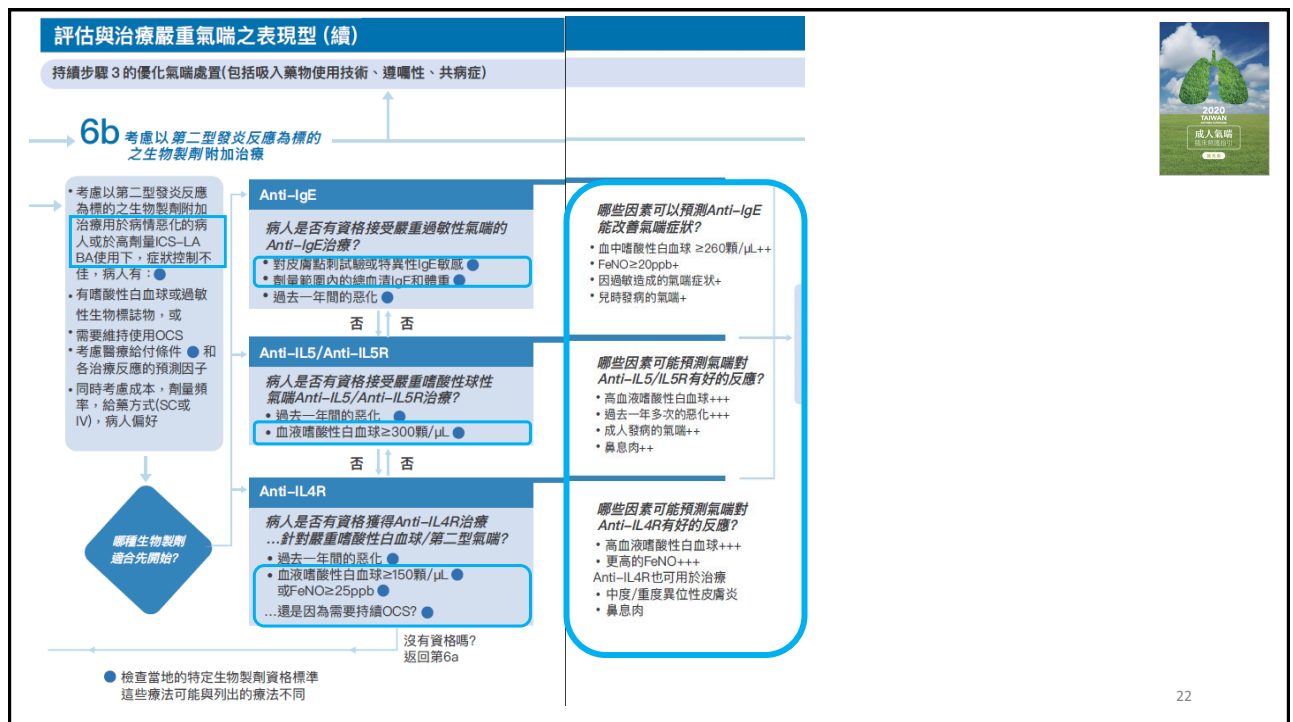 評估與治療嚴重氣喘之表現型 (續)
持續步驟 3 的優化氣喘處置(包括吸入藥物使用技術、遵囑性、共病症)
6b 考慮以第二型發炎反應為標的
之生物製劑附加治療
• 考慮以第二型發炎反應
為標的之生物製劑附加
治療用於病情惡化的病
人或於高劑量ICS-LA
BA使用下，症狀控制不
佳，病人有：
• 有嗜酸性白血球或過敏
性生物標誌物，或
• 需要維持使用OCS
• 考慮醫療給付條件 和
各治療反應的預測因子
• 同時考慮成本，劑量頻
率，給藥方式(SC或
IV)，病人偏好
哪種生物製劑
適合先開始?
Anti-IgE
病人是否有資格接受嚴重過敏性氣喘的
Anti-IgE治療?
• 對皮膚點刺試驗或特異性IgE敏感
• 劑量範圍內的總血清IgE和體重
• 過去一年間的惡化
否 否
Anti-IL5/Anti-IL5R
病人是否有資格接受嚴重嗜酸性球性
氣喘Anti-IL5/Anti-IL5R治療?
• 過去一年間的惡化
• 血液嗜酸性白血球≥300顆/μL
否 否
Anti-IL4R
病人是否有資格獲得Anti-IL4R治療
…針對嚴重嗜酸性白血球/第二型氣喘?
• 過去一年間的惡化
• 血液嗜酸性白血球≥150顆/μL
或FeNO≥25ppb
…還是因為需要持續OCS?
沒有資格嗎?
返回第6a
哪些因素可以預測Anti-IgE
能改善氣喘症狀?
• 血中嗜酸性白血球 ≥260顆/μL++
• FeNO≥20ppb+
• 因過敏造成的氣喘症狀+
• 兒時發病的氣喘+
哪些因素可能預測氣喘對
Anti-IL5/IL5R有好的反應?
• 高血液嗜酸性白血球+++
• 過去一年多次的惡化+++
• 成人發病的氣喘++
• 鼻息肉++
哪些因素可能預測氣喘對
Anti-IL4R有好的反應?
• 高血液嗜酸性白血球+++
• 更高的FeNO+++
Anti-IL4R也可用於治療
• 中度/重度異位性皮膚炎
• 鼻息肉
檢查當地的特定生物製劑資格標準
這些療法可能與列出的療法不同
2020
TAIWAN
成人氣喘
22